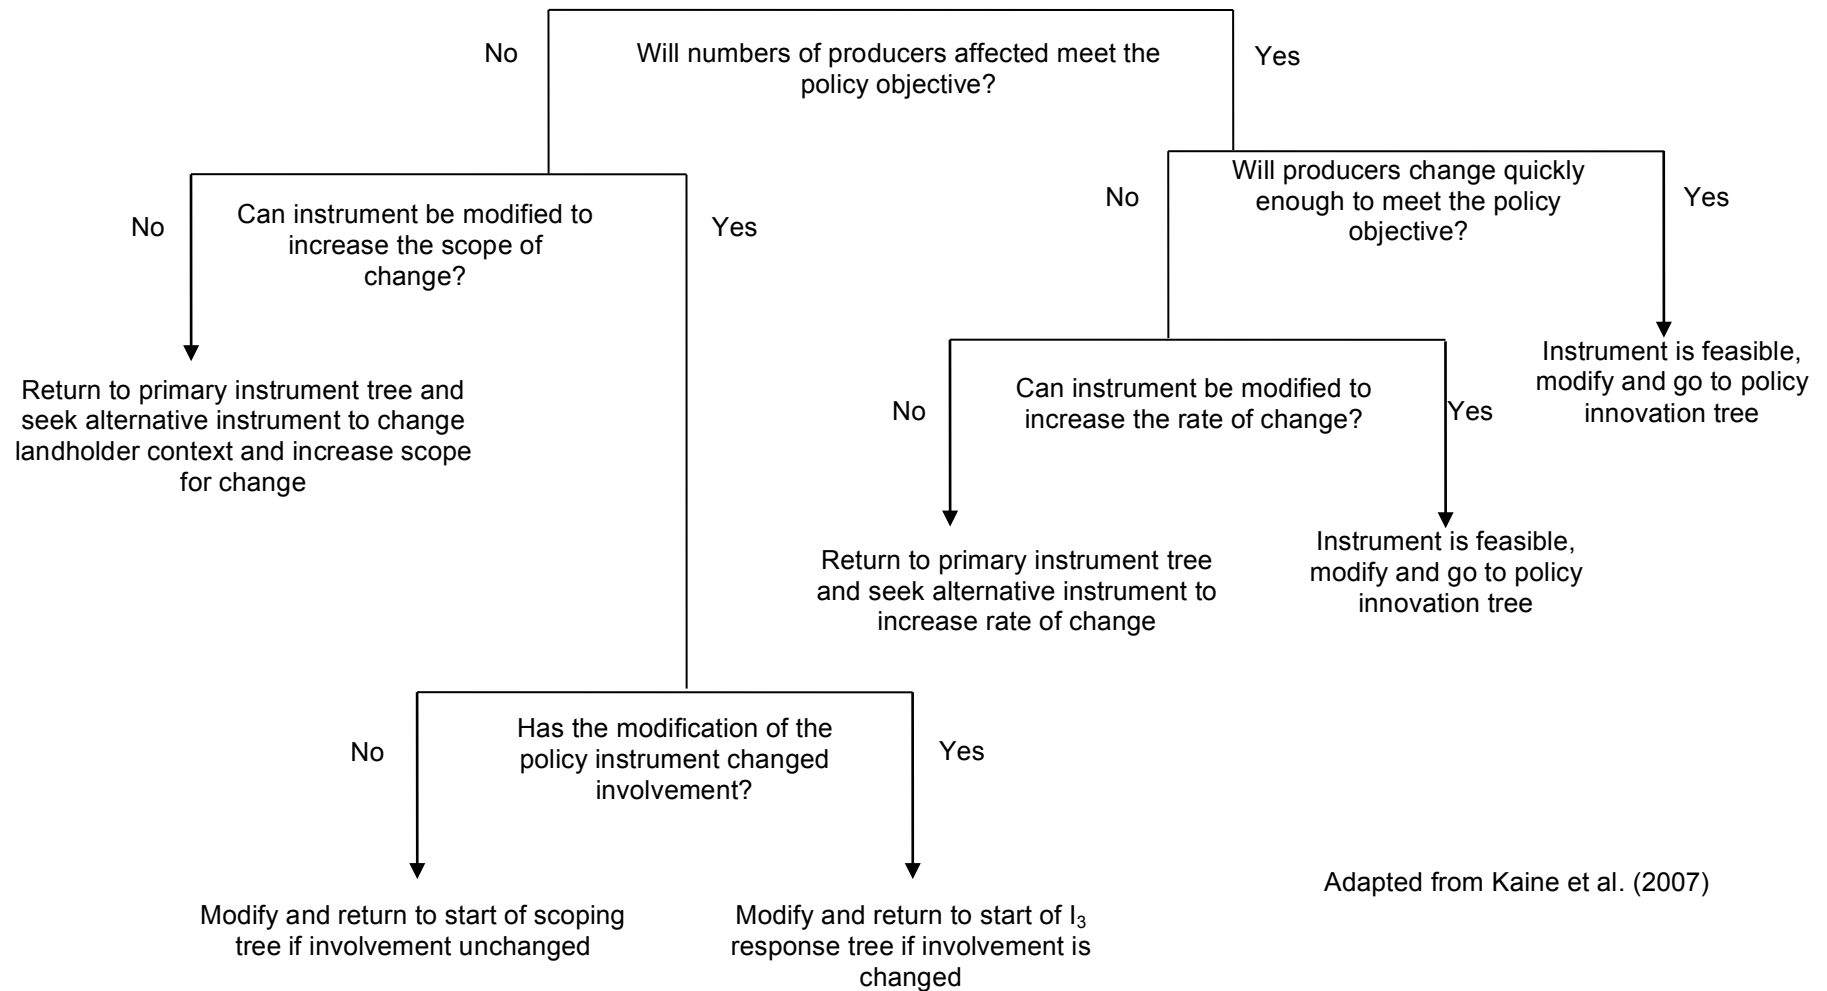 No
Will numbers of producers affected meet the
policy objective?
Yes
No
Can instrument be modified to
increase the scope of
change?
Yes
No
Will producers change quickly
enough to meet the policy
objective?
Yes
Return to primary instrument tree and
seek alternative instrument to change
landholder context and increase scope
for change
No
Can instrument be modified to
increase the rate of change?
Yes
Instrument is feasible,
modify and go to policy
innovation tree
Return to primary instrument tree
and seek alternative instrument to
increase rate of change
Instrument is feasible,
modify and go to policy
innovation tree
No
Has the modification of the
policy instrument changed
involvement?
Yes
Modify and return to start of scoping
tree if involvement unchanged
Modify and return to start of I₃
response tree if involvement is
changed
Adapted from Kaine et al. (2007)